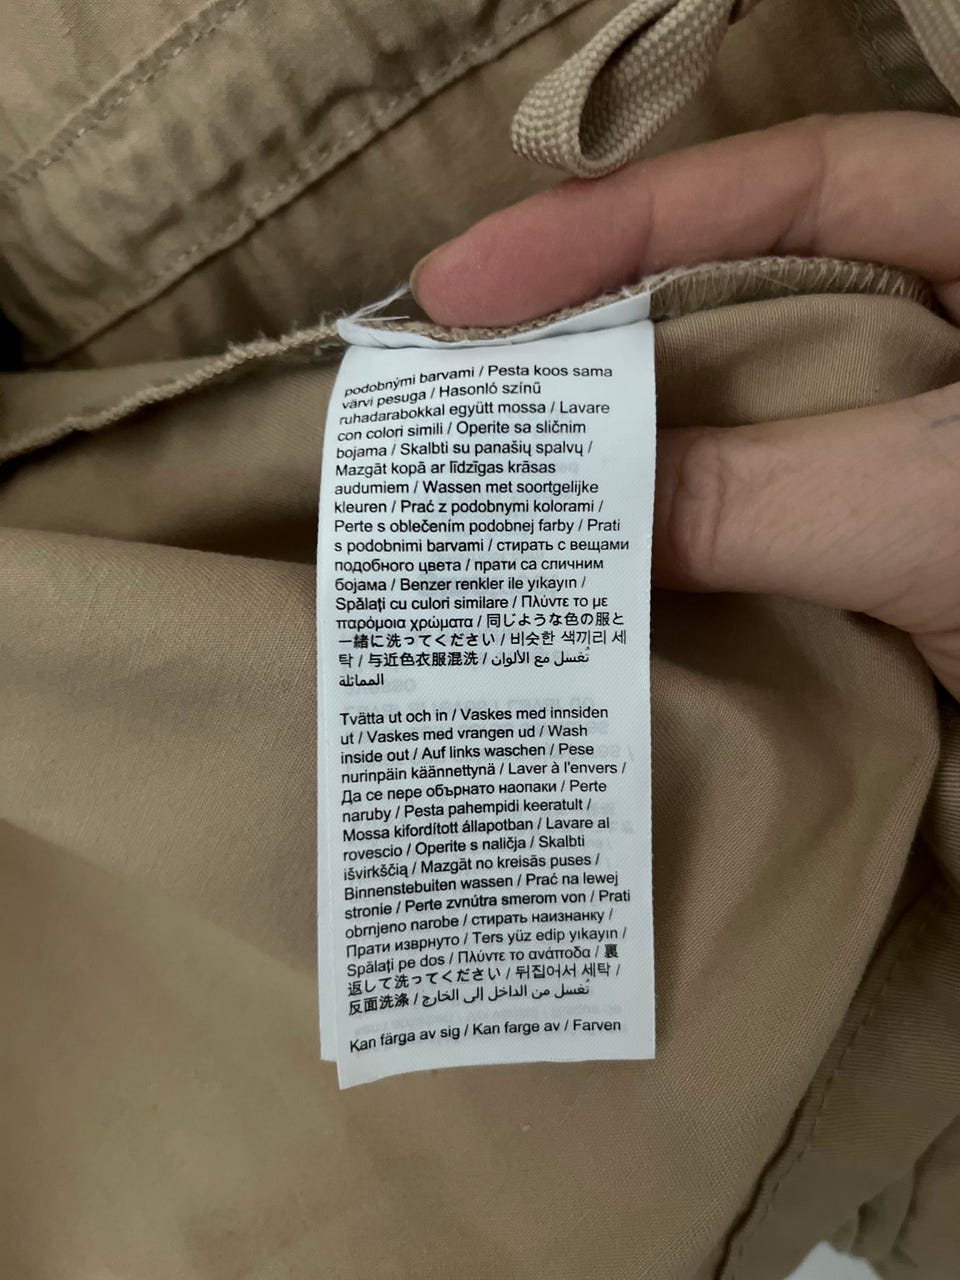 podobnými barvami / Pesta koos sama
värvi pesuga / Hasonló színű
ruhadarabokkal együtt mossa / Lavare
con colori simili / Operite sa sličnim
bojama / Skalbti su panašių spalvų /
Mazgāt kopā ar līdzīgas krāsas
audumiem / Wassen met soortgelijke
kleuren / Prać z podobnymi kolorami /
Perte s oblečením podobnej farby / Prati
s podobnimi barvami / стирать с вещами
подобного цвета / прати са сличним
бојама / Benzer renkler ile yıkayın /
Spălați cu culori similare / Πλύντε το με
παρόμοια χρώματα / 同じような色の服と
一緒に洗ってください / 비슷한 색끼리 세
탁 / 与近色衣服混洗 / تُغسل مع الألوان
المماثلة
Tvätta ut och in / Vaskes med innsiden
ut / Vaskes med vrangen ud / Wash
inside out / Auf links waschen / Pese
nurinpäin käännettynä / Laver à l'envers /
Да се пере обърнато наопаки / Perte
naruby / Pesta pahempidi keeratult /
Mossa kifordított állapotban / Lavare al
rovescio / Operite s naličja / Skalbti
išvirkščią / Mazgāt no kreisās puses /
Binnenstebuiten wassen / Prać na lewej
stronie / Perte zvnútra smerom von / Prati
obrnjeno narobe / стирать наизнанку /
Прати изврнуто / Ters yüz edip yıkayın /
Spălați pe dos / Πλύντε το ανάποδα / 裏
返して洗ってください / 뒤집어서 세탁 /
反面洗涤 / تُغسل من الداخل إلى الخارج
Kan färga av sig / Kan farge av / Farven